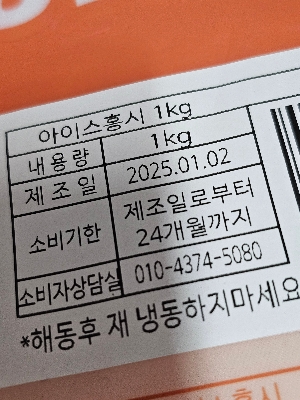 아이스홍시 1kg
내용량 1kg
제조일 2025.01.02
소비기한 제조일로부터
24개월까지
소비자상담실 010-4374-5080
*해동후 재 냉동하지마세요